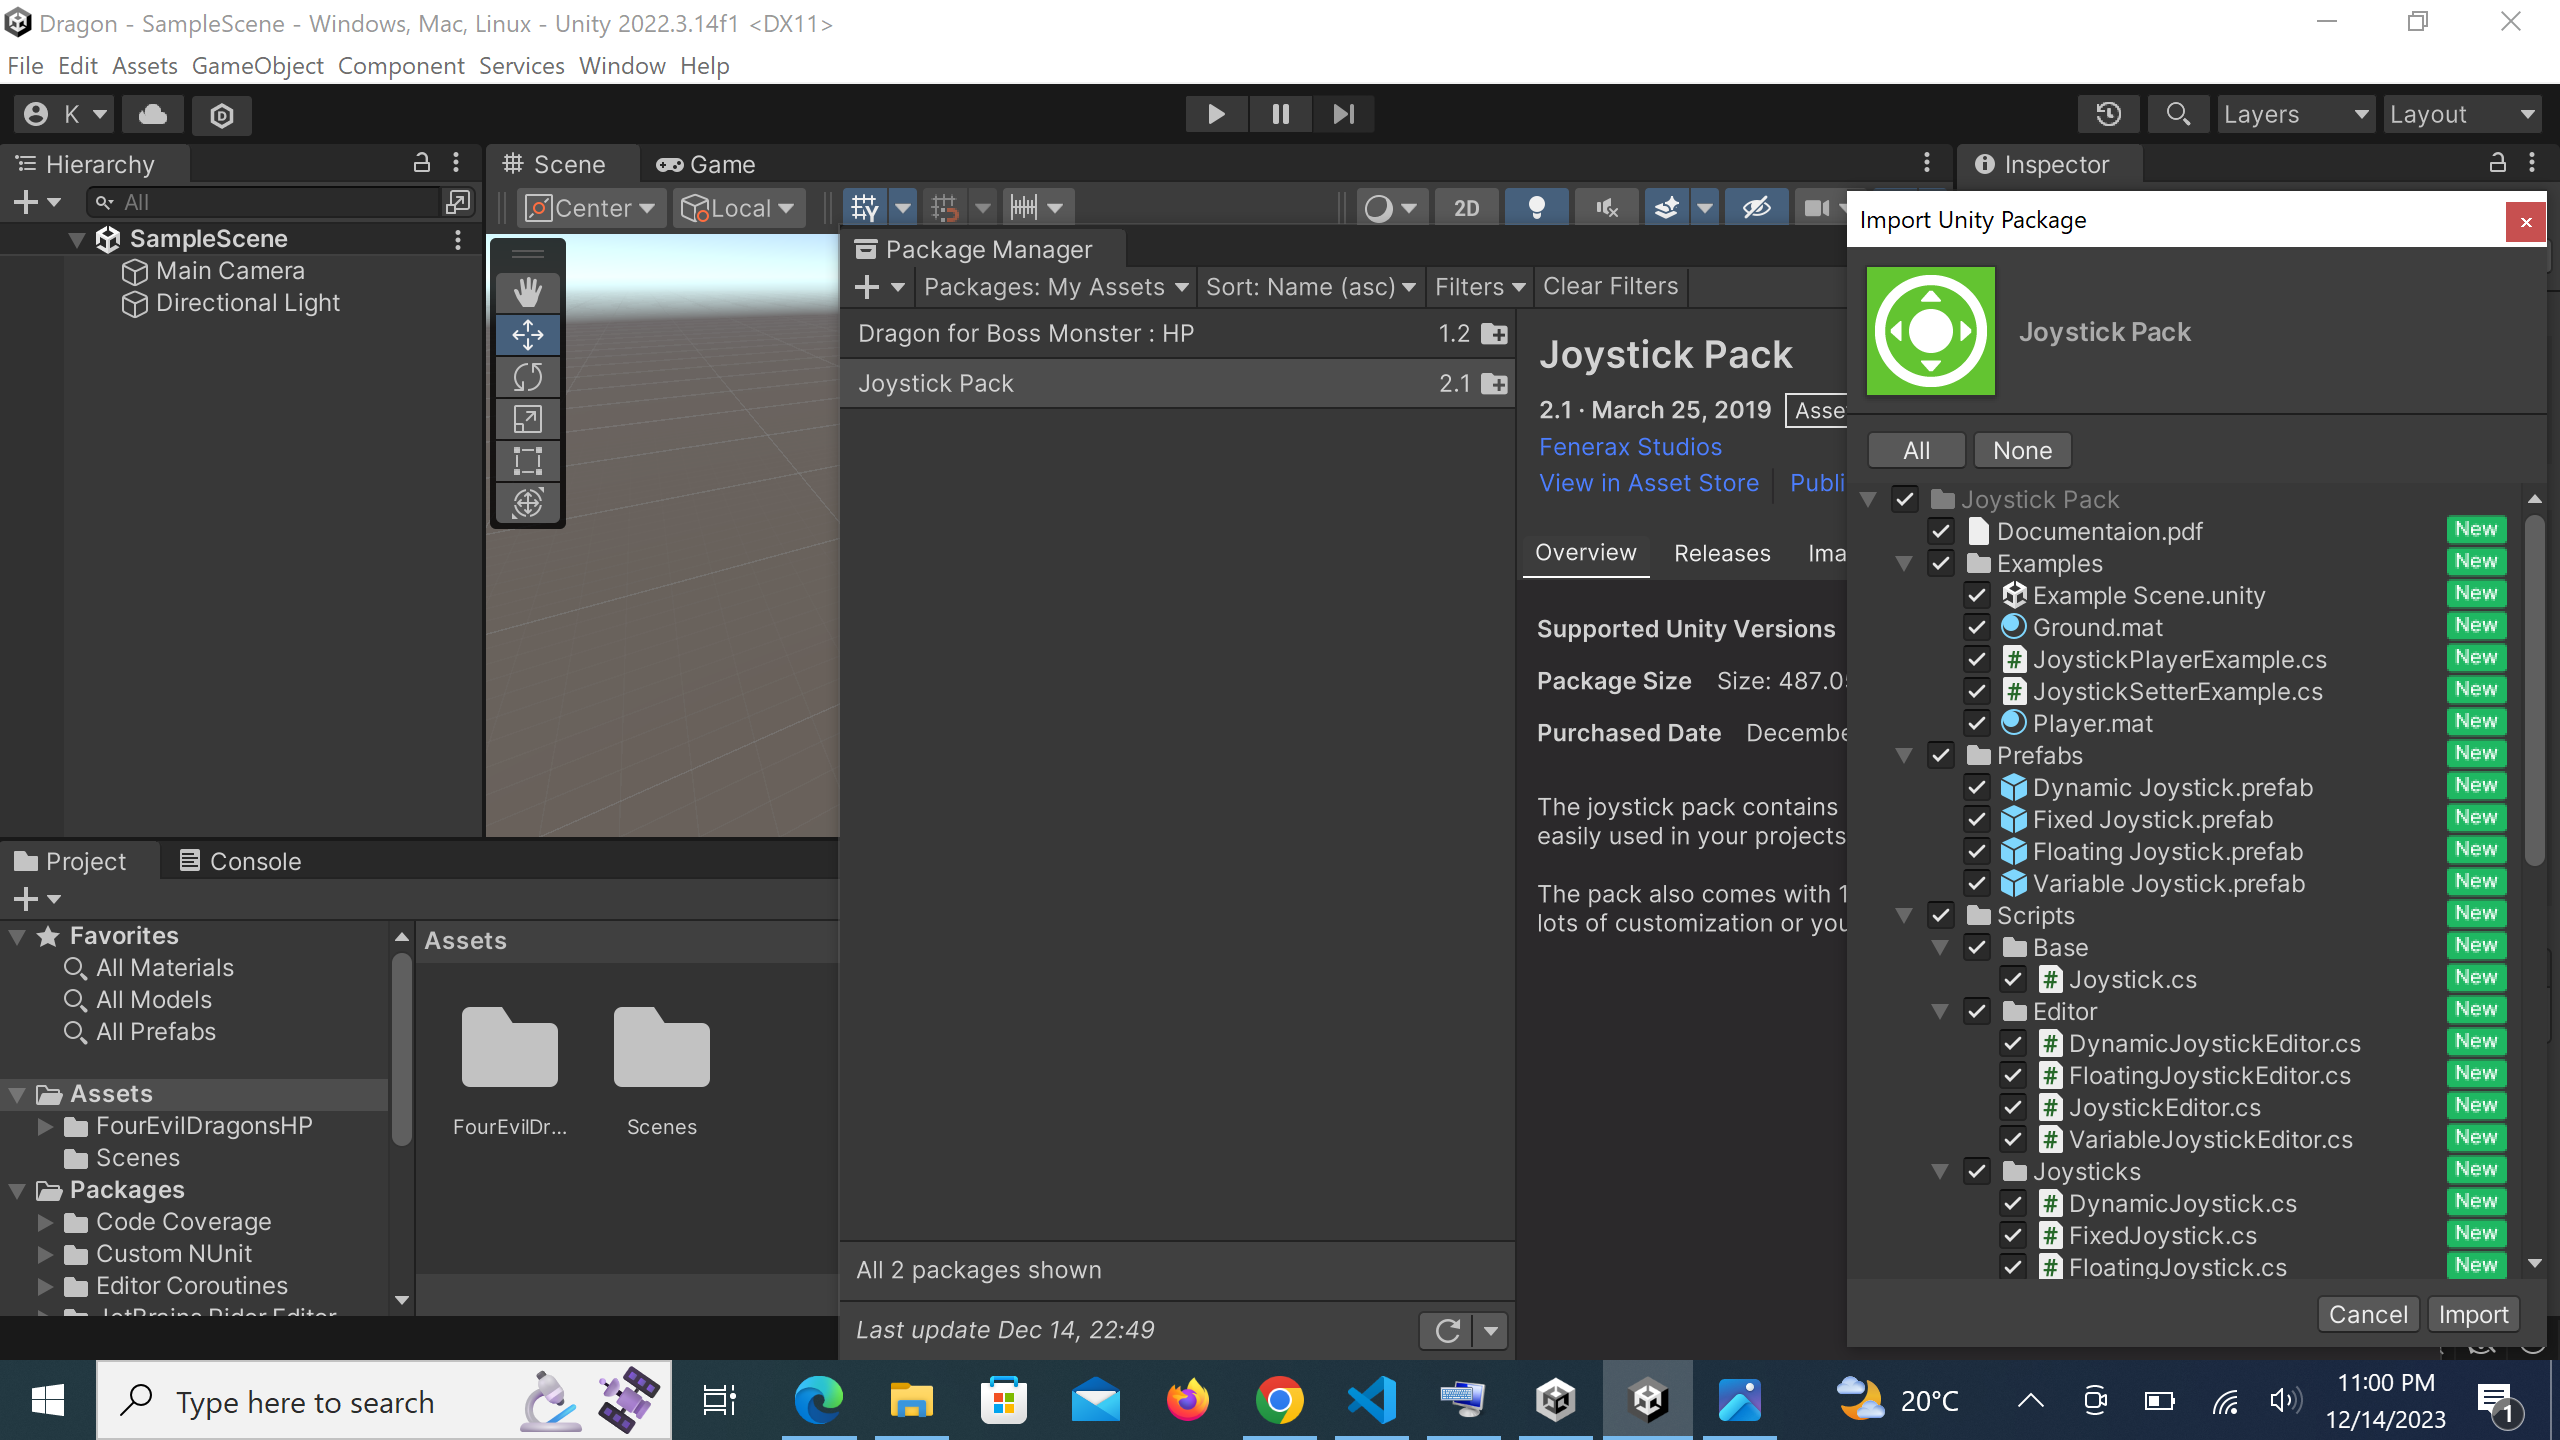 Dragon - SampleScene - Windows, Mac, Linux - Unity 2022.3.14f1 <DX11>
File Edit Assets GameObject Component Services Window Help
K
Layers
Layout
Hierarchy
All
SampleScene
Main Camera
Directional Light
Scene
Game
Center
Local
2D
Inspector
Package Manager
Packages: My Assets
Sort: Name (asc)
Filters
Clear Filters
Dragon for Boss Monster : HP 1.2
Joystick Pack 2.1
All 2 packages shown
Last update Dec 14, 22:49
Joystick Pack
2.1 · March 25, 2019
Fenerax Studios
View in Asset Store
Overview Releases
Supported Unity Versions
Package Size Size:
Purchased Date
The joystick pack contains
easily used in your projects
The pack also comes with
lots of customization or
Import Unity Package
Joystick Pack
All None
Joystick Pack
Documentaion.pdf New
Examples New
Example Scene.unity New
Ground.mat New
JoystickPlayerExample.cs New
JoystickSetterExample.cs New
Player.mat New
Prefabs New
Dynamic Joystick.prefab New
Fixed Joystick.prefab New
Floating Joystick.prefab New
Variable Joystick.prefab New
Scripts New
Base New
Joystick.cs New
Editor New
DynamicJoystickEditor.cs New
FloatingJoystickEditor.cs New
JoystickEditor.cs New
VariableJoystickEditor.cs New
Joysticks New
DynamicJoystick.cs New
FixedJoystick.cs New
FloatingJoystick.cs New
Cancel Import
Project
Console
Favorites
All Materials
All Models
All Prefabs
Assets
FourEvilDragonsHP
Scenes
Packages
Code Coverage
Custom NUnit
Editor Coroutines
JetBrains Rider Editor
Assets
FourEvilDr...
Scenes
Type here to search
20°C
11:00 PM
12/14/2023
1